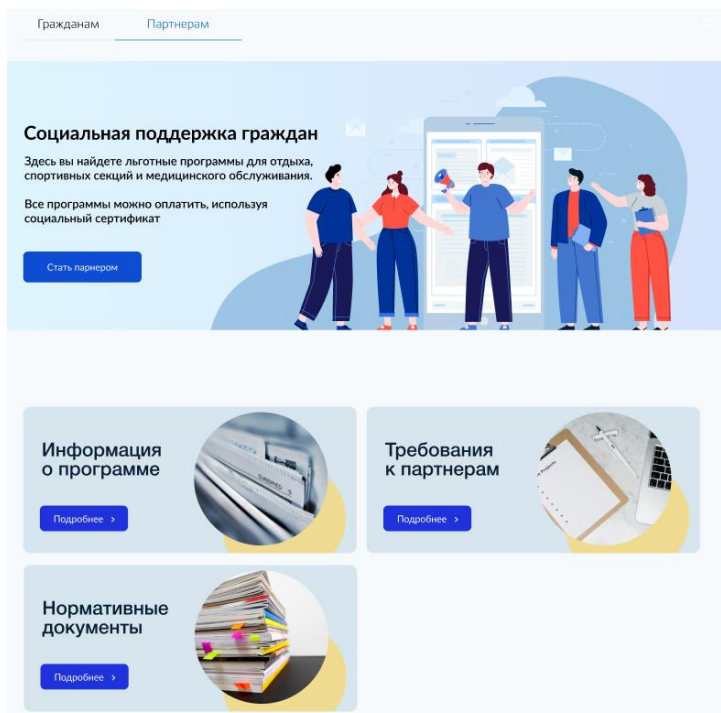 Гражданам Партнерам
Социальная поддержка граждан
Здесь вы найдете льготные программы для отдыха,
спортивных секций и медицинского обслуживания.
Все программы можно оплатить, используя
социальный сертификат
Стать парнером
Информация
о программе
Подробнее >
Требования
к партнерам
Подробнее >
Нормативные
документы
Подробнее >